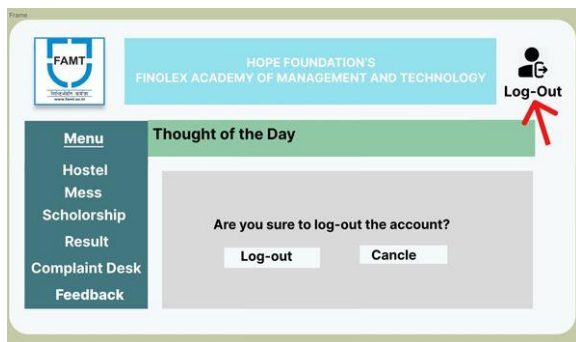 Frame
FAMT
HOPE FOUNDATION'S
FINOLEX ACADEMY OF MANAGEMENT AND TECHNOLOGY
Log-Out
Menu
Hostel
Mess
Scholorship
Result
Complaint Desk
Feedback
Thought of the Day
Are you sure to log-out the account?
Log-out
Cancle